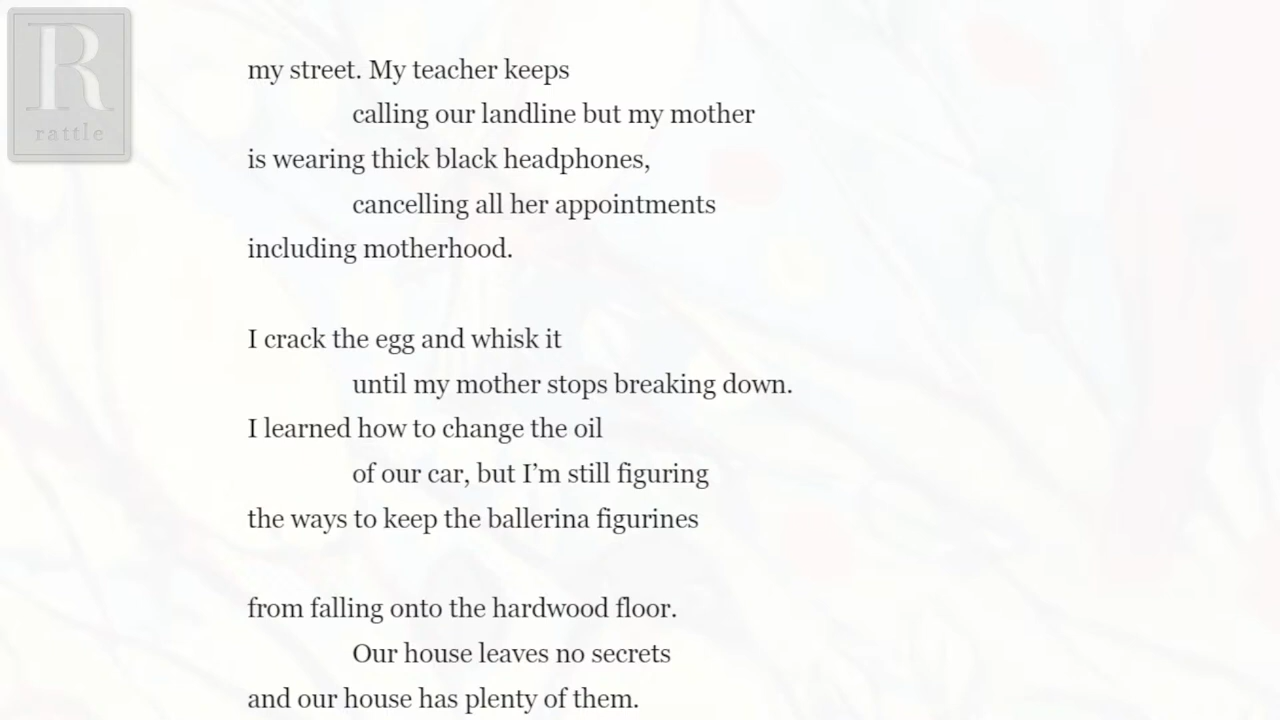 R
rattle
my street. My teacher keeps
calling our landline but my mother
is wearing thick black headphones,
cancelling all her appointments
including motherhood.
I crack the egg and whisk it
until my mother stops breaking down.
I learned how to change the oil
of our car, but I’m still figuring
the ways to keep the ballerina figurines
from falling onto the hardwood floor.
Our house leaves no secrets
and our house has plenty of them.